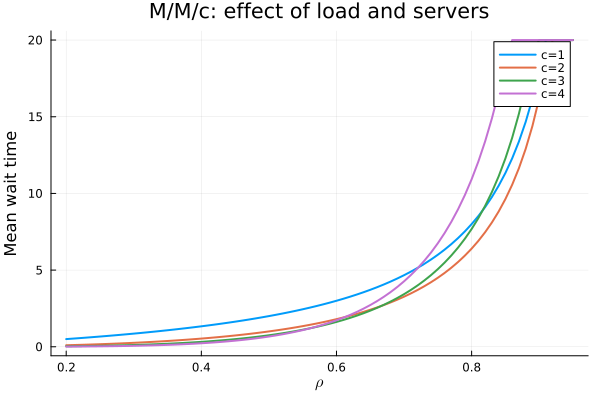 M/M/c: effect of load and servers
20
15
10
5
0
Mean wait time
c=1
c=2
c=3
c=4
0.2 0.4 0.6 0.8
ρ